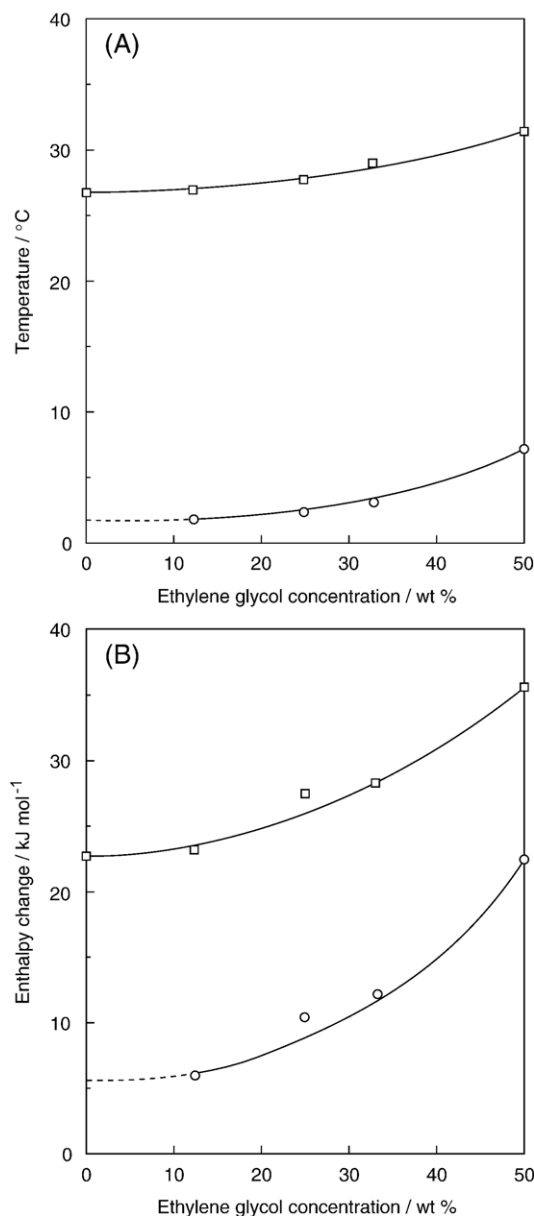 (A)
40
30
20
10
0
Temperature / °C
0 10 20 30 40 50
Ethylene glycol concentration / wt %
(B)
40
30
20
10
0
Enthalpy change / kJ mol⁻¹
0 10 20 30 40 50
Ethylene glycol concentration / wt %